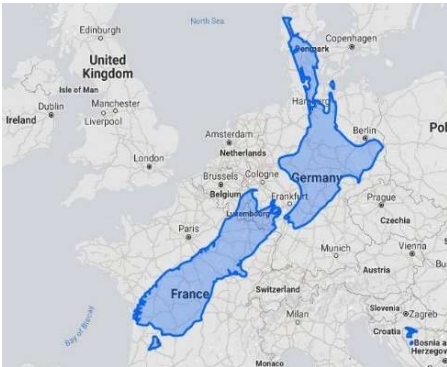 North Sea
Edinburgh
Copenhagen
Denmark
United
Kingdom
Isle of Man
Hamburg
Dublin
Manchester
Ireland
Liverpool
Berlin
Amsterdam
Pol
Netherlands
London
Brussels
Cologne
Germany
Belgium
Frankfurt
Prague
Luxembourg
Czechia
Paris
Munich
Vienna
Austria
Bu
France
Switzerland
Bay of Biscay
Slovenia
Zagreb
Milan
Croatia
Bosnia a
Herzegov
Monaco